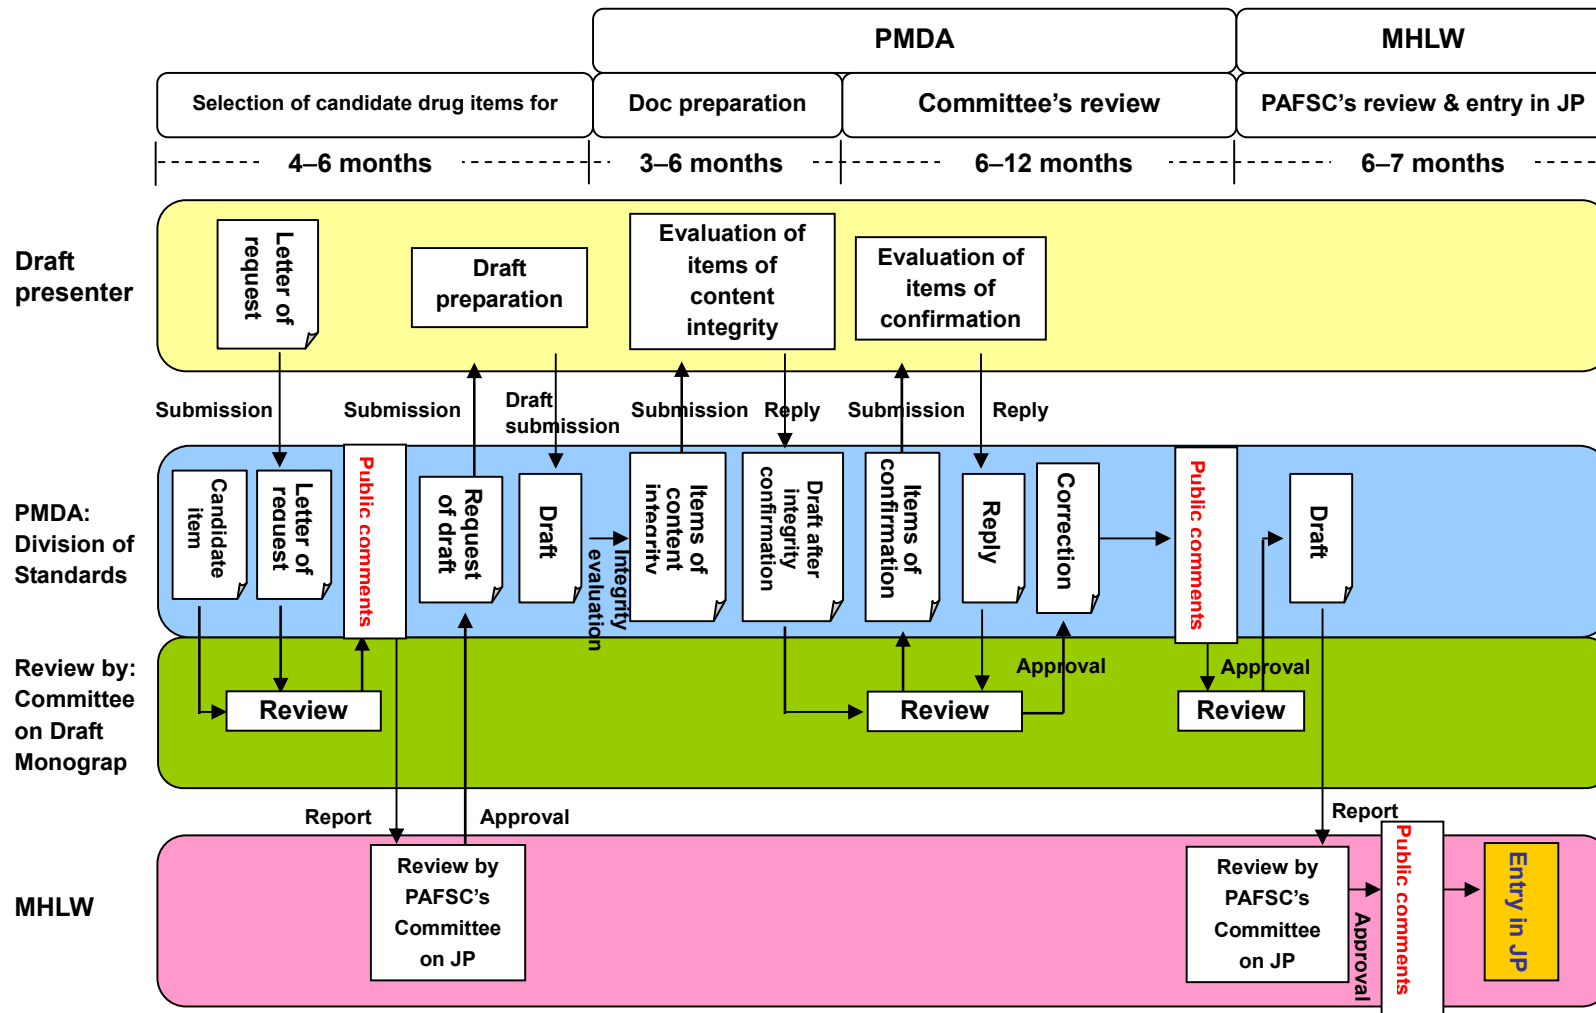 PMDA
MHLW
Selection of candidate drug items for
Doc preparation
Committee's review
PAFSC's review & entry in JP
4–6 months
3–6 months
6–12 months
6–7 months
Draft
presenter
Letter of
request
Draft
preparation
Evaluation of
items of
content
integrity
Evaluation of
items of
confirmation
Submission
Submission
Draft
submission
Submission
Reply
Submission
Reply
PMDA:
Division of
Standards
Candidate
item
Letter of
request
Public comments
Request
of draft
Draft
Integrity
evaluation
Items of
content
integrity
Draft after
integrity
confirmation
Items of
confirmation
Reply
Correction
Public comments
Draft
Review by:
Committee
on Draft
Monograp
Review
Review
Approval
Approval
Review
Report
Approval
Report
MHLW
Review by
PAFSC's
Committee
on JP
Review by
PAFSC's
Committee
on JP
Approval
Public comments
Entry in JP